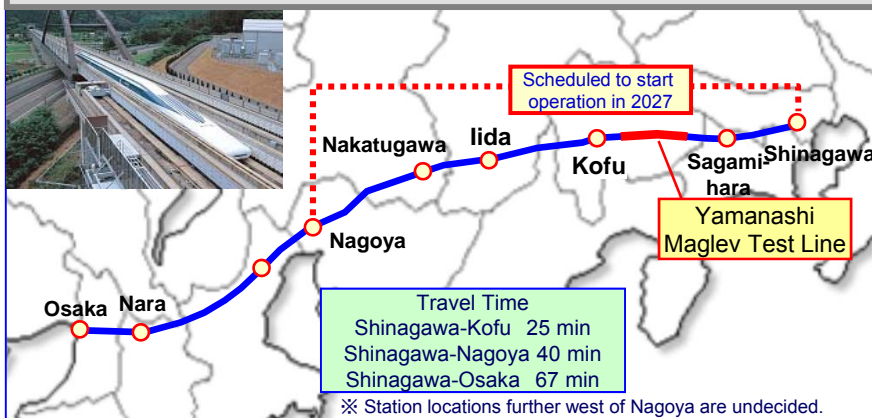 Scheduled to start
operation in 2027
Nakatugawa
Iida
Kofu
Sagami-
hara
Shinagawa
Yamanashi
Maglev Test Line
Nagoya
Osaka
Nara
Travel Time
Shinagawa-Kofu 25 min
Shinagawa-Nagoya 40 min
Shinagawa-Osaka 67 min
※ Station locations further west of Nagoya are undecided.